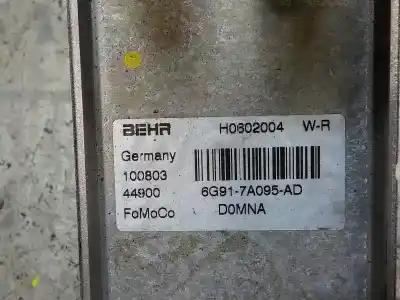 BEHR H0602004 W-R
Germany
100803
44900 6G91-7A095-AD
FoMoCo D0MNA